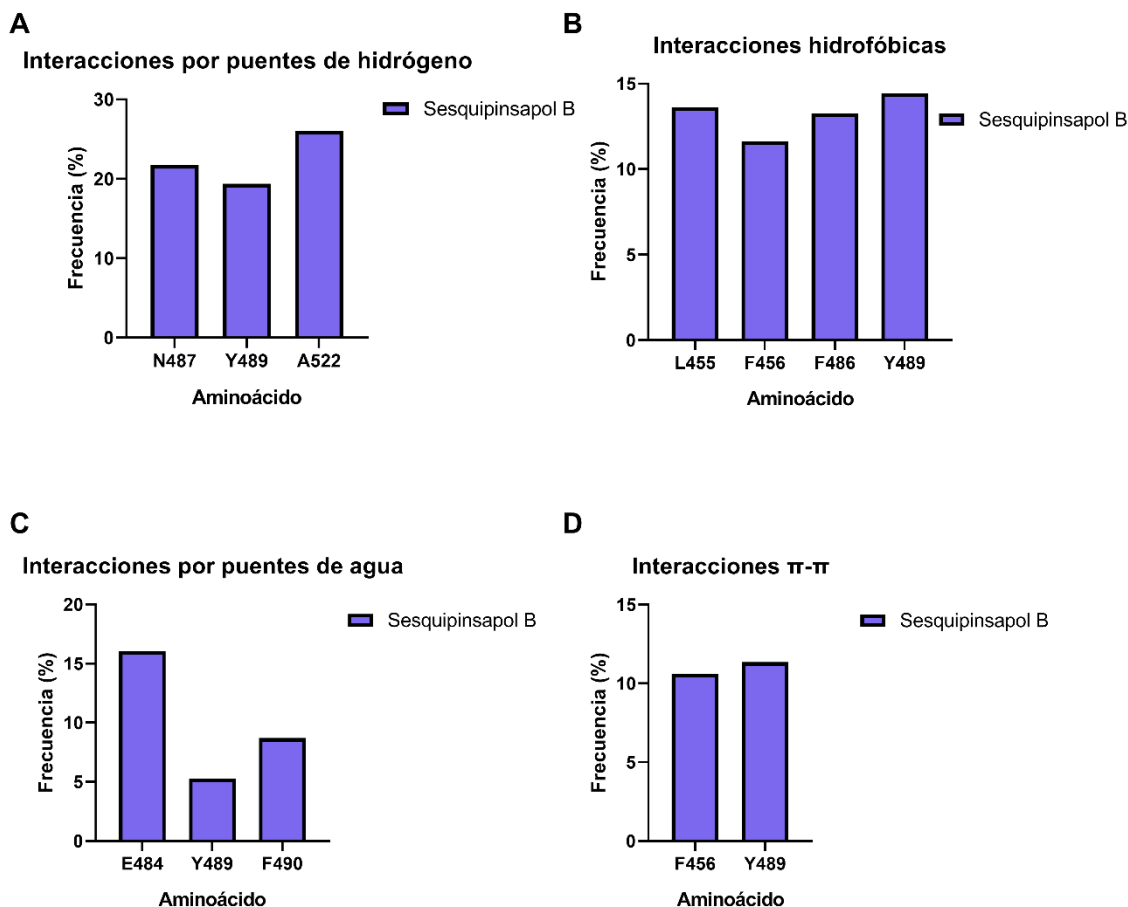 A
Interacciones por puentes de hidrógeno
Sesquipinsapol B
Frecuencia (%)
30
20
10
0
N487 Y489 A522
Aminoácido
B
Interacciones hidrofóbicas
Sesquipinsapol B
Frecuencia (%)
15
10
5
0
L455 F456 F486 Y489
Aminoácido
C
Interacciones por puentes de agua
Sesquipinsapol B
Frecuencia (%)
20
15
10
5
0
E484 Y489 F490
Aminoácido
D
Interacciones π-π
Sesquipinsapol B
Frecuencia (%)
15
10
5
0
F456 Y489
Aminoácido